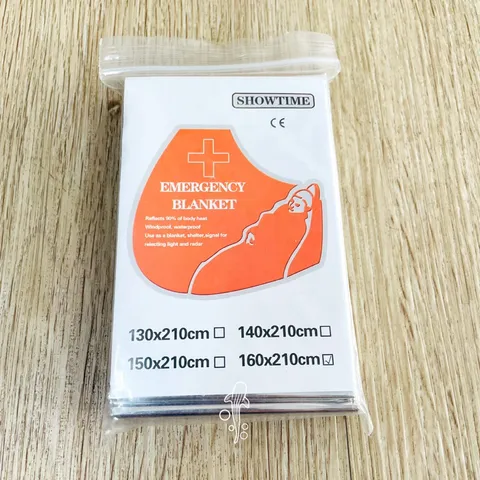 SHOWTIME
CE
EMERGENCY
BLANKET
Reflects 90% of body heat
Windproof, waterproof
Use as a blanket, shelter,signal for
relecting light and radar
130x210cm☐ 140x210cm☐
150x210cm☐ 160x210cm☑